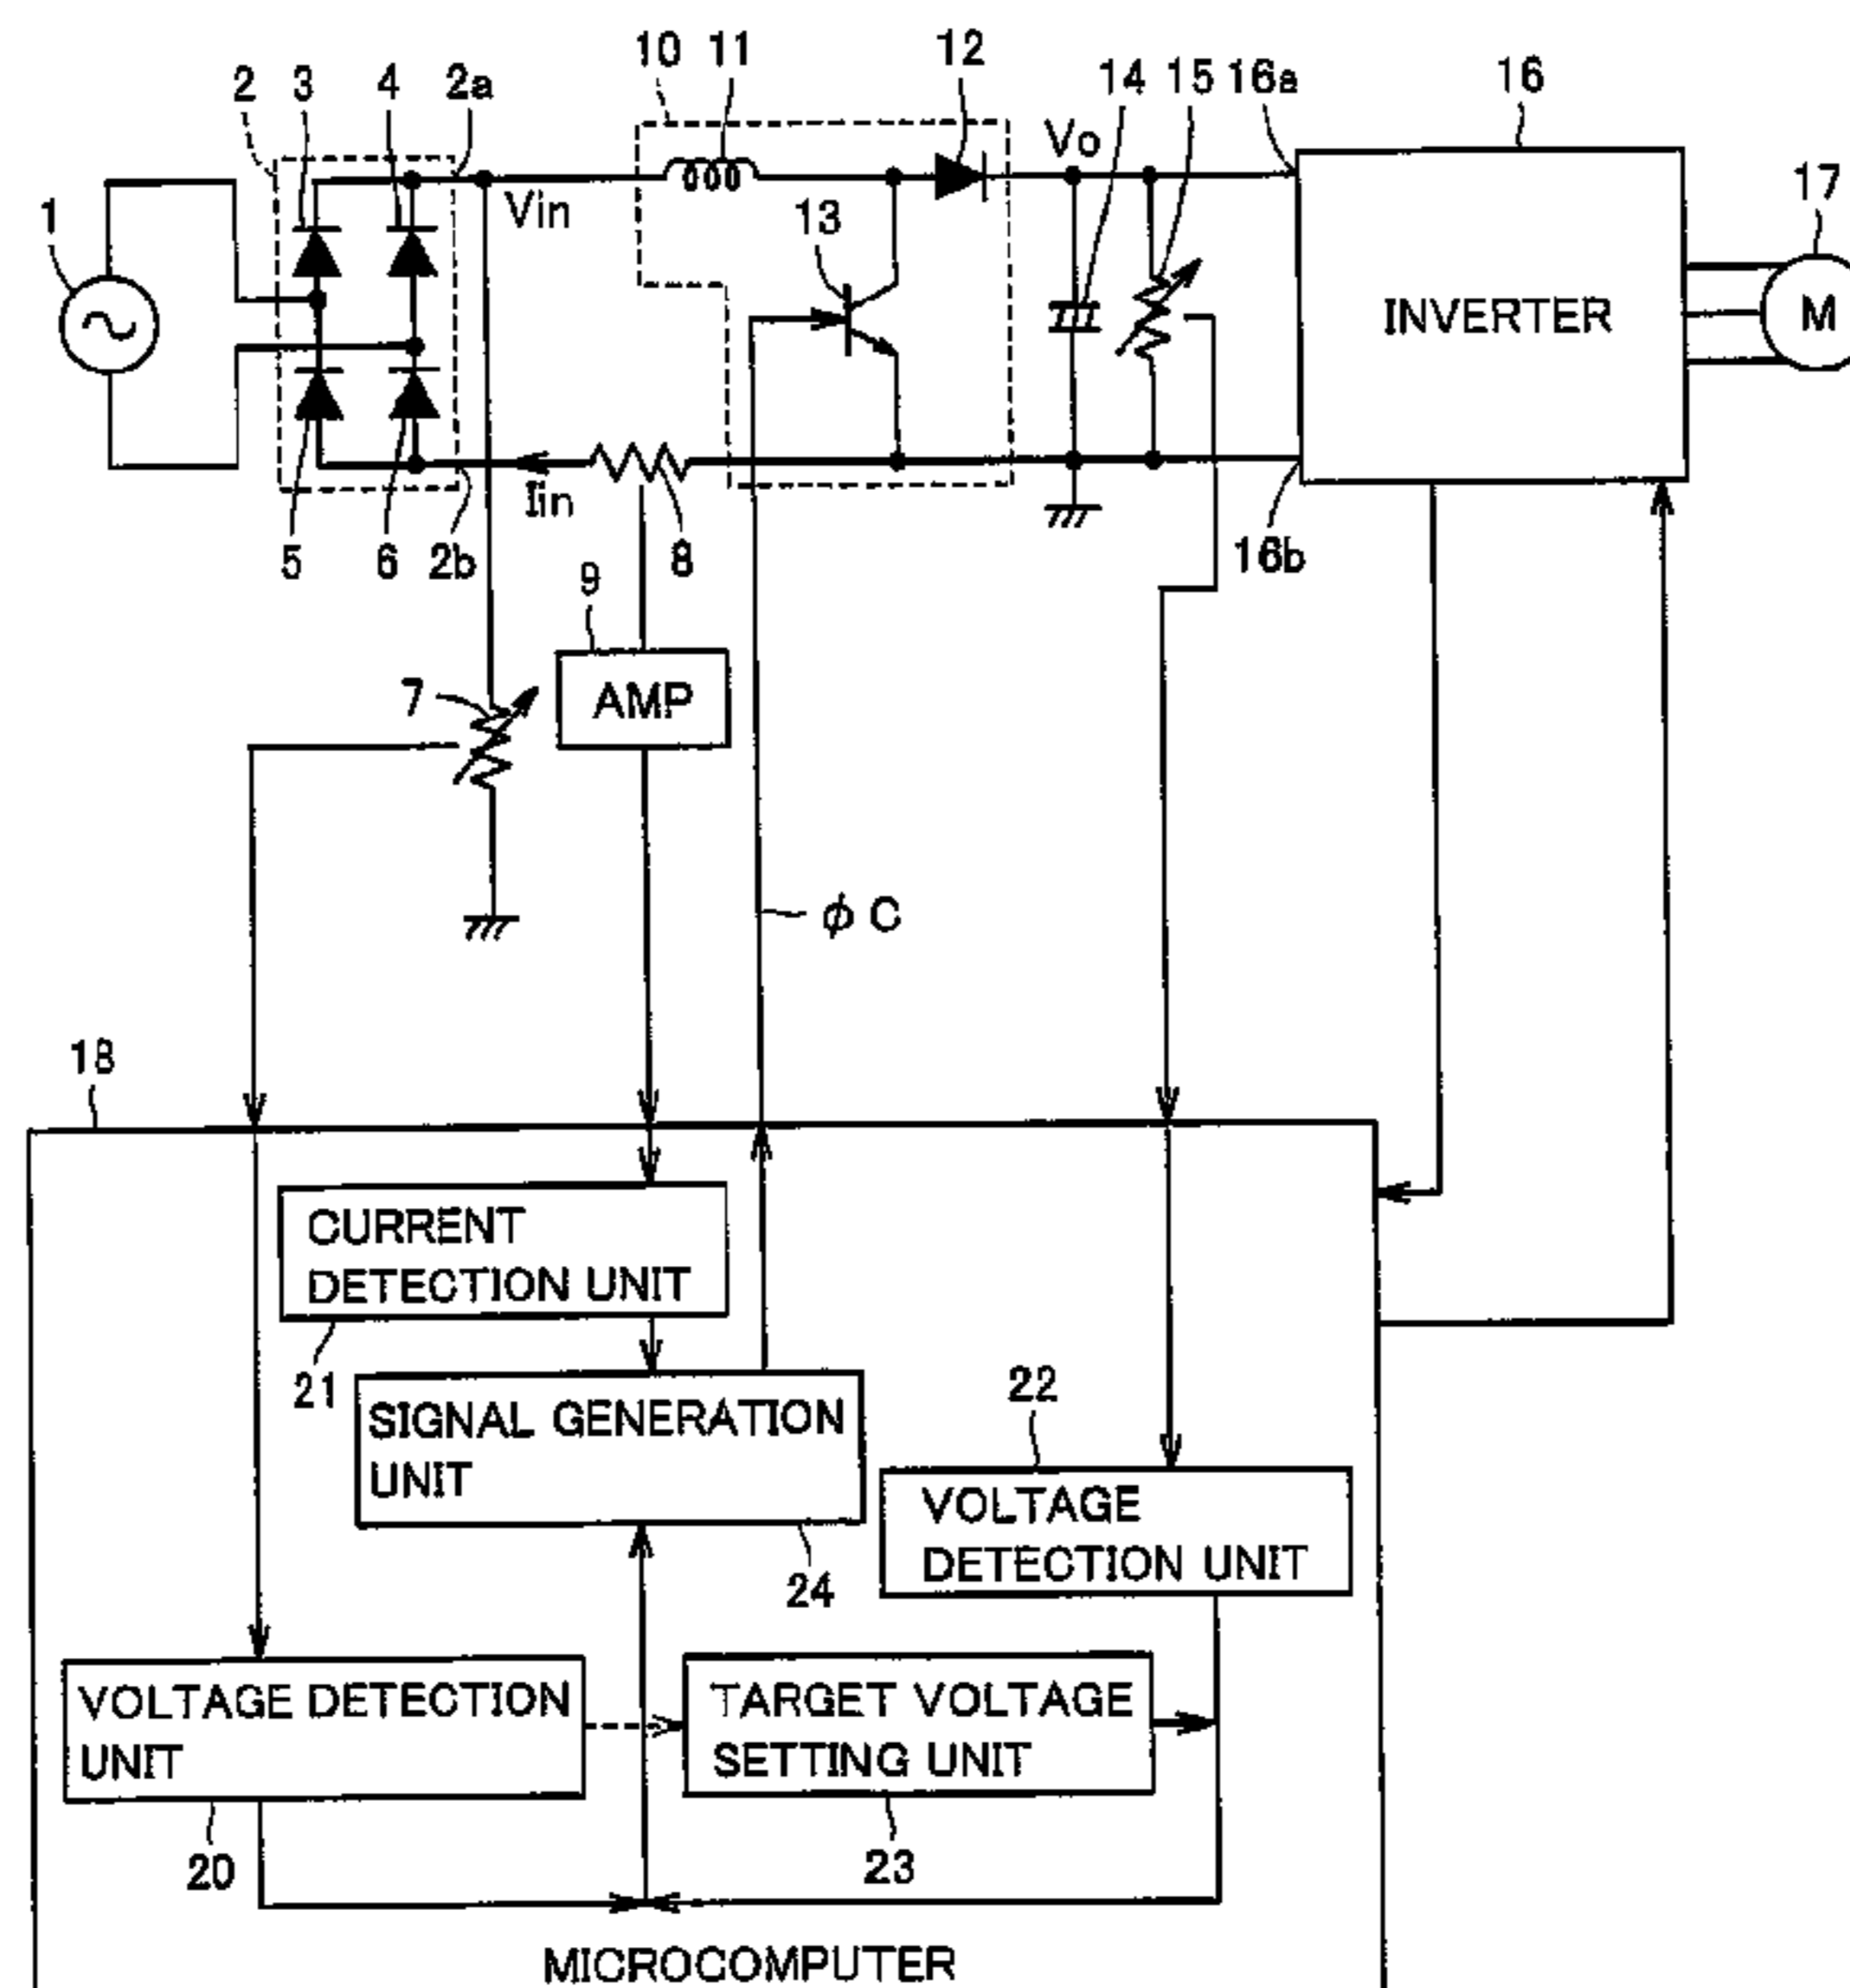 10 11 12
2 3 4 2a 14 15 16a 16
Vo
1 Vin 13 17
INVERTER M
Iin
5 6 2b 8 16b
9
AMP
7
φC
18
CURRENT
DETECTION UNIT
21
22
SIGNAL GENERATION
UNIT
VOLTAGE
DETECTION UNIT
24
VOLTAGE DETECTION
UNIT
TARGET VOLTAGE
SETTING UNIT
20 23
MICROCOMPUTER